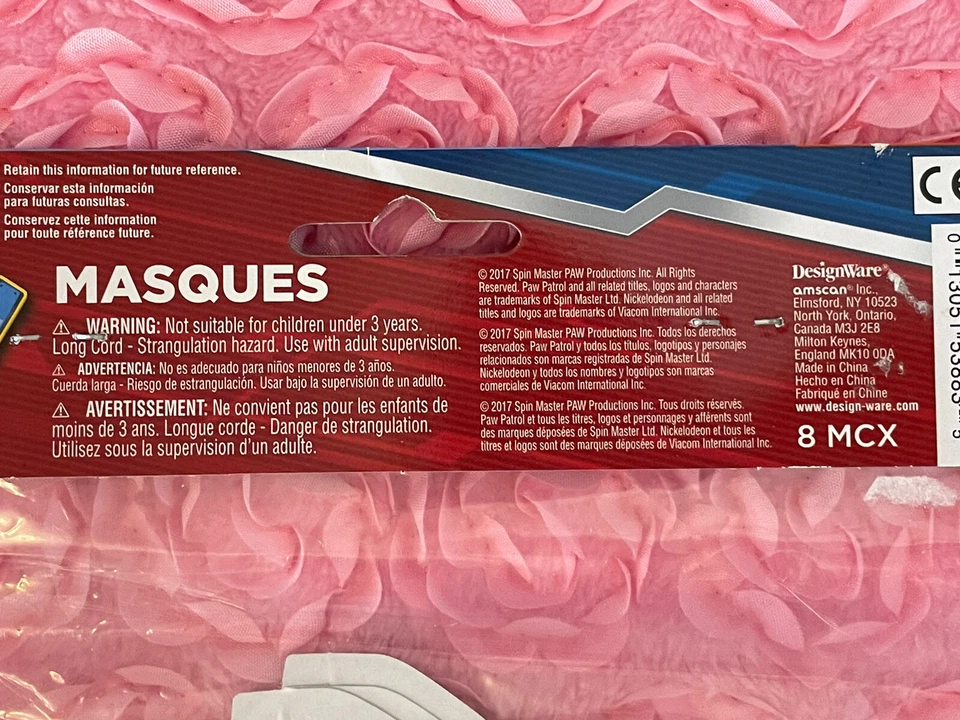 Retain this information for future reference.
Conservar esta información
para futuras consultas.
Conservez cette information
pour toute référence future.
MASQUES
⚠ WARNING: Not suitable for children under 3 years.
Long Cord - Strangulation hazard. Use with adult supervision.
⚠ ADVERTENCIA: No es adecuado para niños menores de 3 años.
Cuerda larga - Riesgo de estrangulación. Usar bajo la supervisión de un adulto.
⚠ AVERTISSEMENT: Ne convient pas pour les enfants de
moins de 3 ans. Longue corde - Danger de strangulation.
Utilisez sous la supervision d'un adulte.
© 2017 Spin Master PAW Productions Inc. All Rights
Reserved. Paw Patrol and all related titles, logos and characters
are trademarks of Spin Master Ltd. Nickelodeon and all related
titles and logos are trademarks of Viacom International Inc.
© 2017 Spin Master PAW Productions Inc. Todos los derechos
reservados. Paw Patrol y todos los títulos, logotipos y personajes
relacionados son marcas registradas de Spin Master Ltd.
Nickelodeon y todos los nombres y logotipos son marcas
comerciales de Viacom International Inc.
© 2017 Spin Master PAW Productions Inc. Tous droits réservés.
Paw Patrol et tous les titres, logos et personnages y afférents sont
des marques déposées de Spin Master Ltd. Nickelodeon et tous les
titres et logos sont des marques déposées de Viacom International Inc.
DesignWare®
amscan® Inc.,
Elmsford, NY 10523
North York, Ontario,
Canada M3J 2E8
Milton Keynes,
England MK10 0DA
Made in China
Hecho en China
Fabriqué en Chine
www.design-ware.com
8 MCX
CE